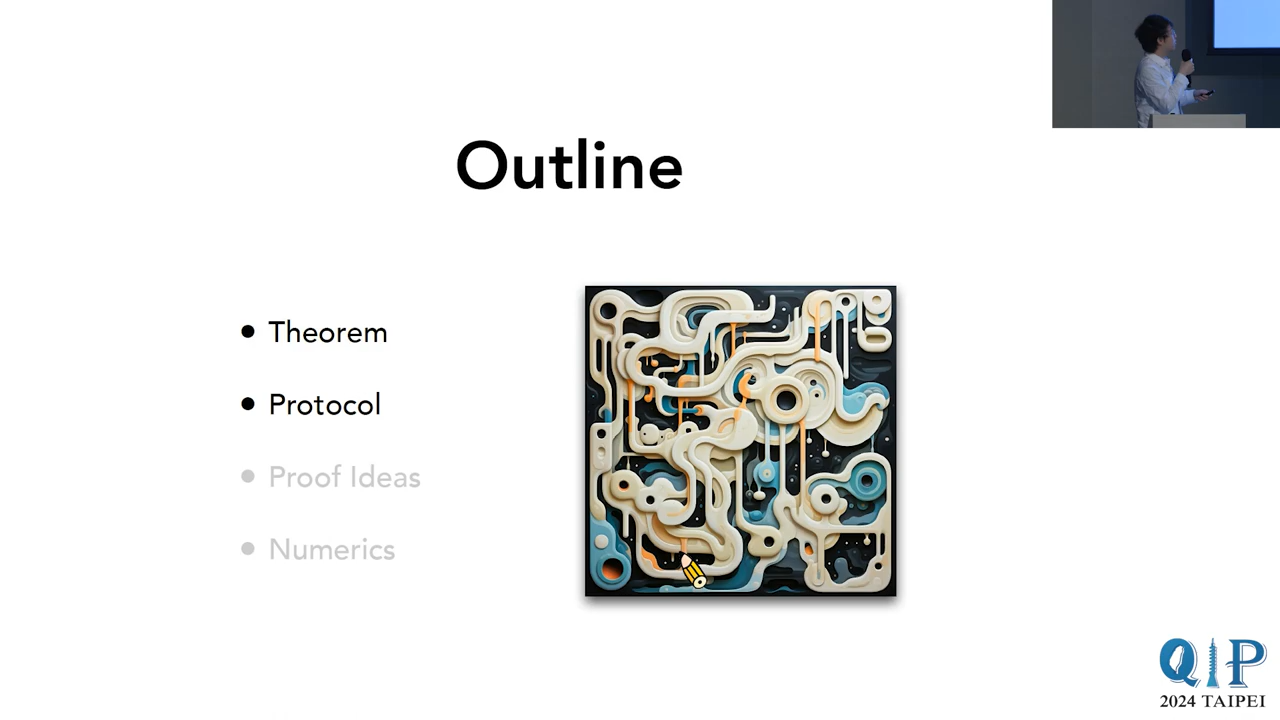 Outline
• Theorem
• Protocol
• Proof Ideas
• Numerics
QIP
2024 TAIPEI